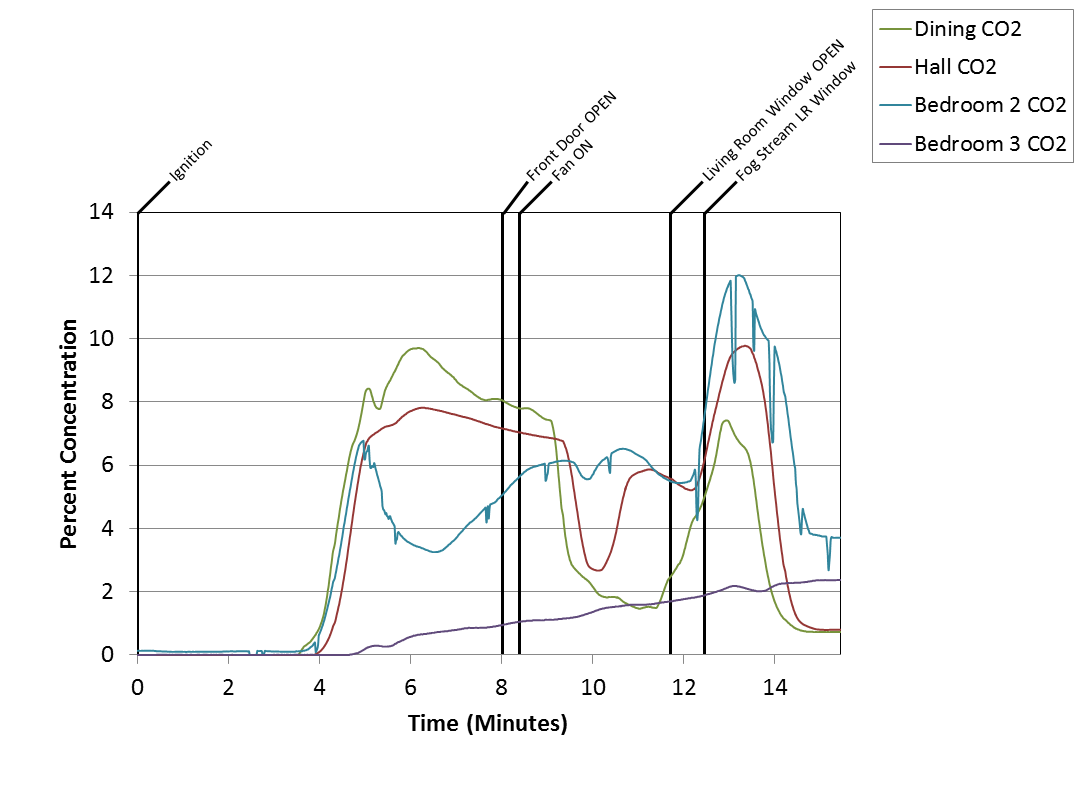 Dining CO2
Hall CO2
Bedroom 2 CO2
Bedroom 3 CO2
Ignition
Front Door OPEN
Fan ON
Living Room Window OPEN
Fog Stream LR Window
Percent Concentration
14
12
10
8
6
4
2
0
0 2 4 6 8 10 12 14
Time (Minutes)